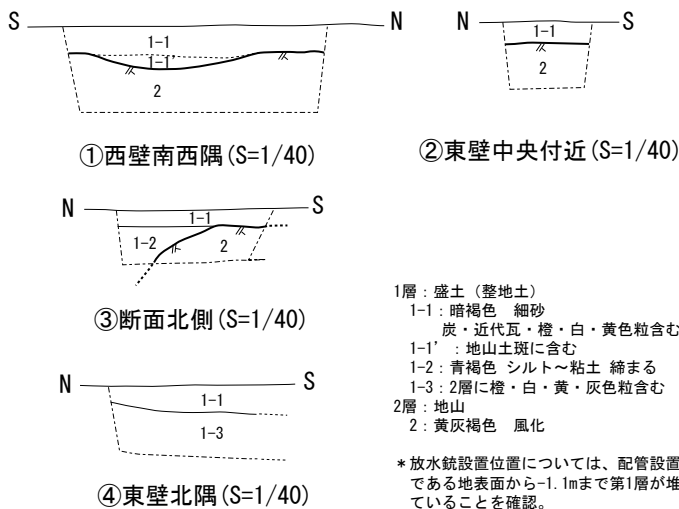 S N N S
1-1
1-1'
2
1-1
2
①西壁南西隅(S=1/40)
②東壁中央付近(S=1/40)
N S
1-1
1-2 2
③断面北側(S=1/40)
N S
1-1
1-3
④東壁北隅(S=1/40)
1層：盛土（整地土）
1-1：暗褐色 細砂
炭・近代瓦・橙・白・黄色粒含む
1-1’：地山土斑に含む
1-2：青褐色 シルト～粘土 締まる
1-3：2層に橙・白・黄・灰色粒含む
2層：地山
2：黄灰褐色 風化
＊放水銃設置位置については、配管設置
である地表面から-1.1mまで第1層が堆
ていることを確認。